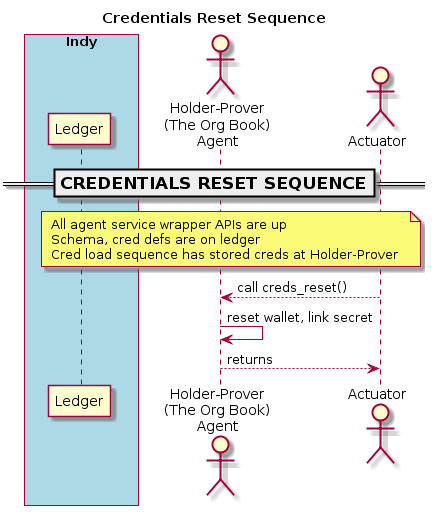 Credentials Reset Sequence
Indy
Holder-Prover
(The Org Book)
Agent
Ledger
Actuator
CREDENTIALS RESET SEQUENCE
All agent service wrapper APIs are up
Schema, cred defs are on ledger
Cred load sequence has stored creds at Holder-Prover
call creds_reset()
reset wallet, link secret
returns
Ledger
Holder-Prover
(The Org Book)
Agent
Actuator